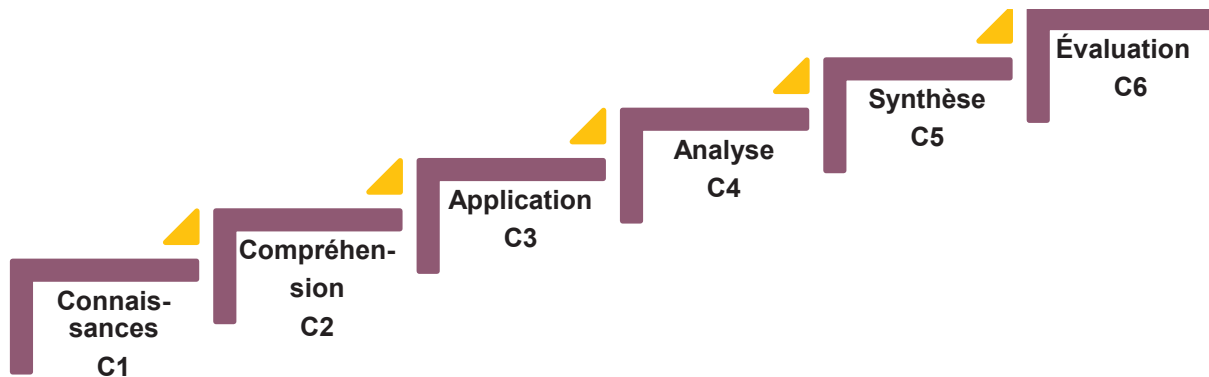 Connais-
sances
C1
Compréhen-
sion
C2
Application
C3
Analyse
C4
Synthèse
C5
Évaluation
C6